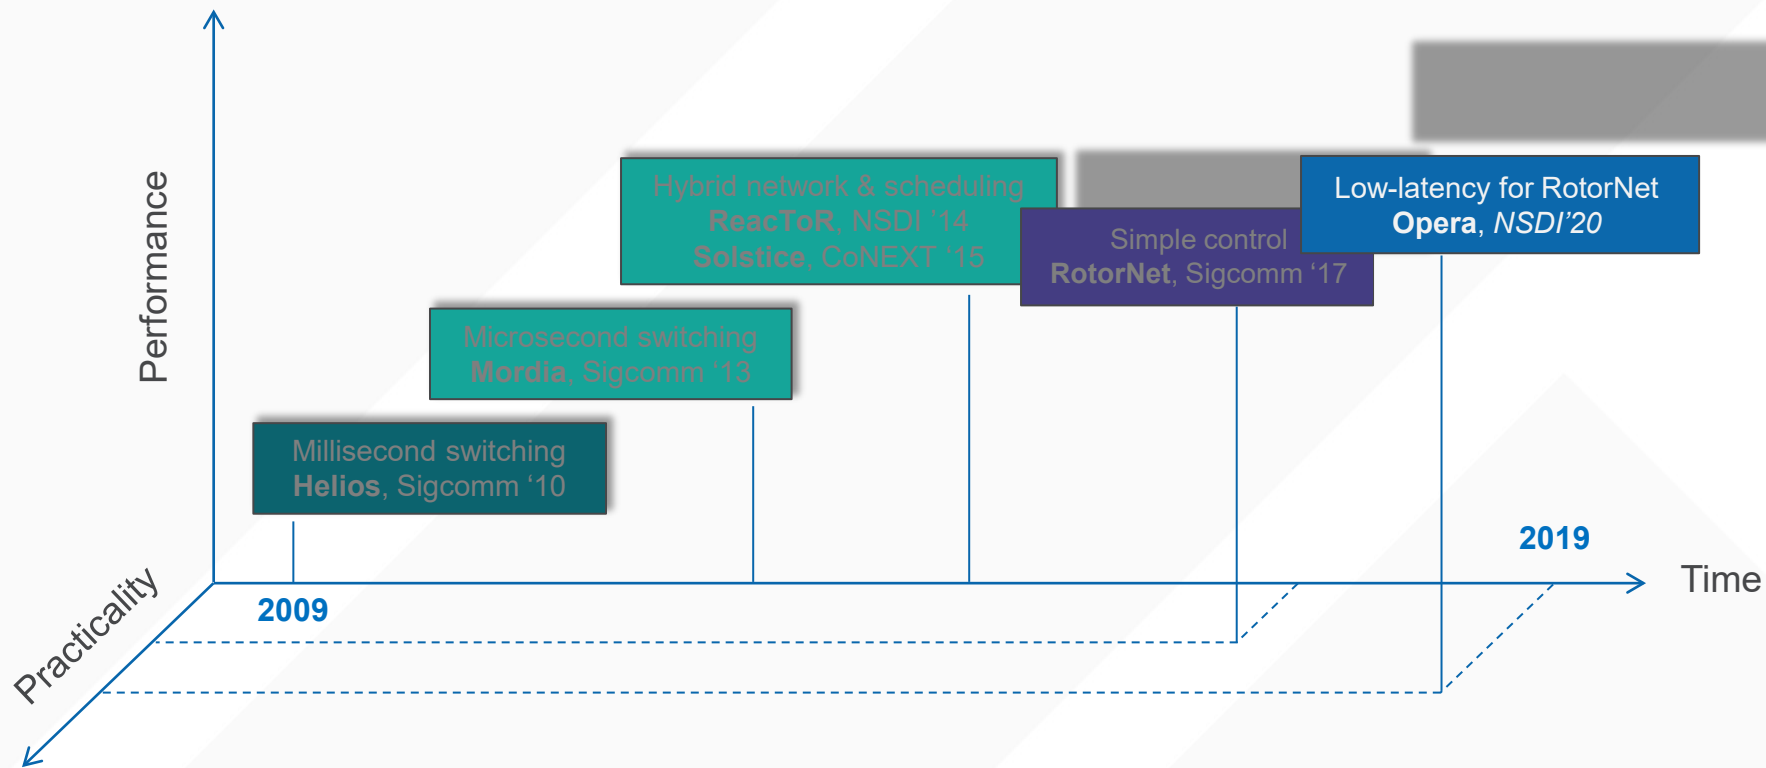 Performance
Hybrid network & scheduling
ReacToR, NSDI ‘14
Solstice, CoNEXT ‘15
Low-latency for RotorNet
Opera, NSDI’20
Simple control
RotorNet, Sigcomm ‘17
Microsecond switching
Mordia, Sigcomm ‘13
Millisecond switching
Helios, Sigcomm ‘10
2019
Time
2009
Practicality